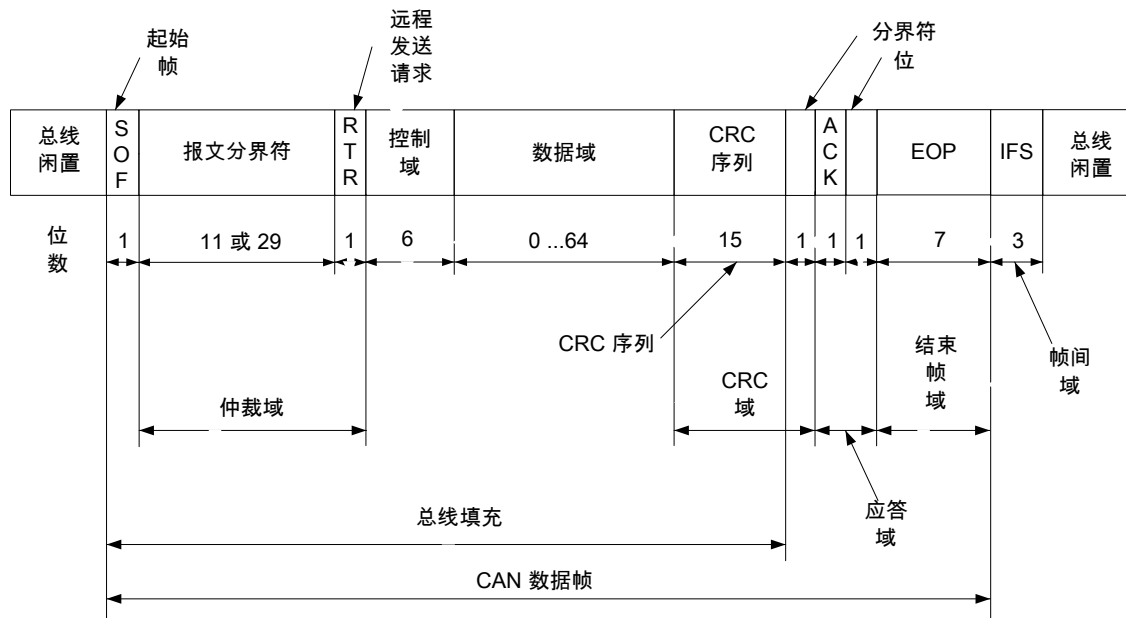 起始
帧
远程
发送
请求
分界符
位
总线
闲置
S
O
F
报文分界符
R
T
R
控制
域
数据域
CRC
序列
A
C
K
EOP
IFS
总线
闲置
位
数
1
11 或 29
1
6
0 ...64
15
1
1
1
7
3
CRC 序列
仲裁域
CRC
域
结束
帧
域
帧间
域
应答
域
总线填充
CAN 数据帧